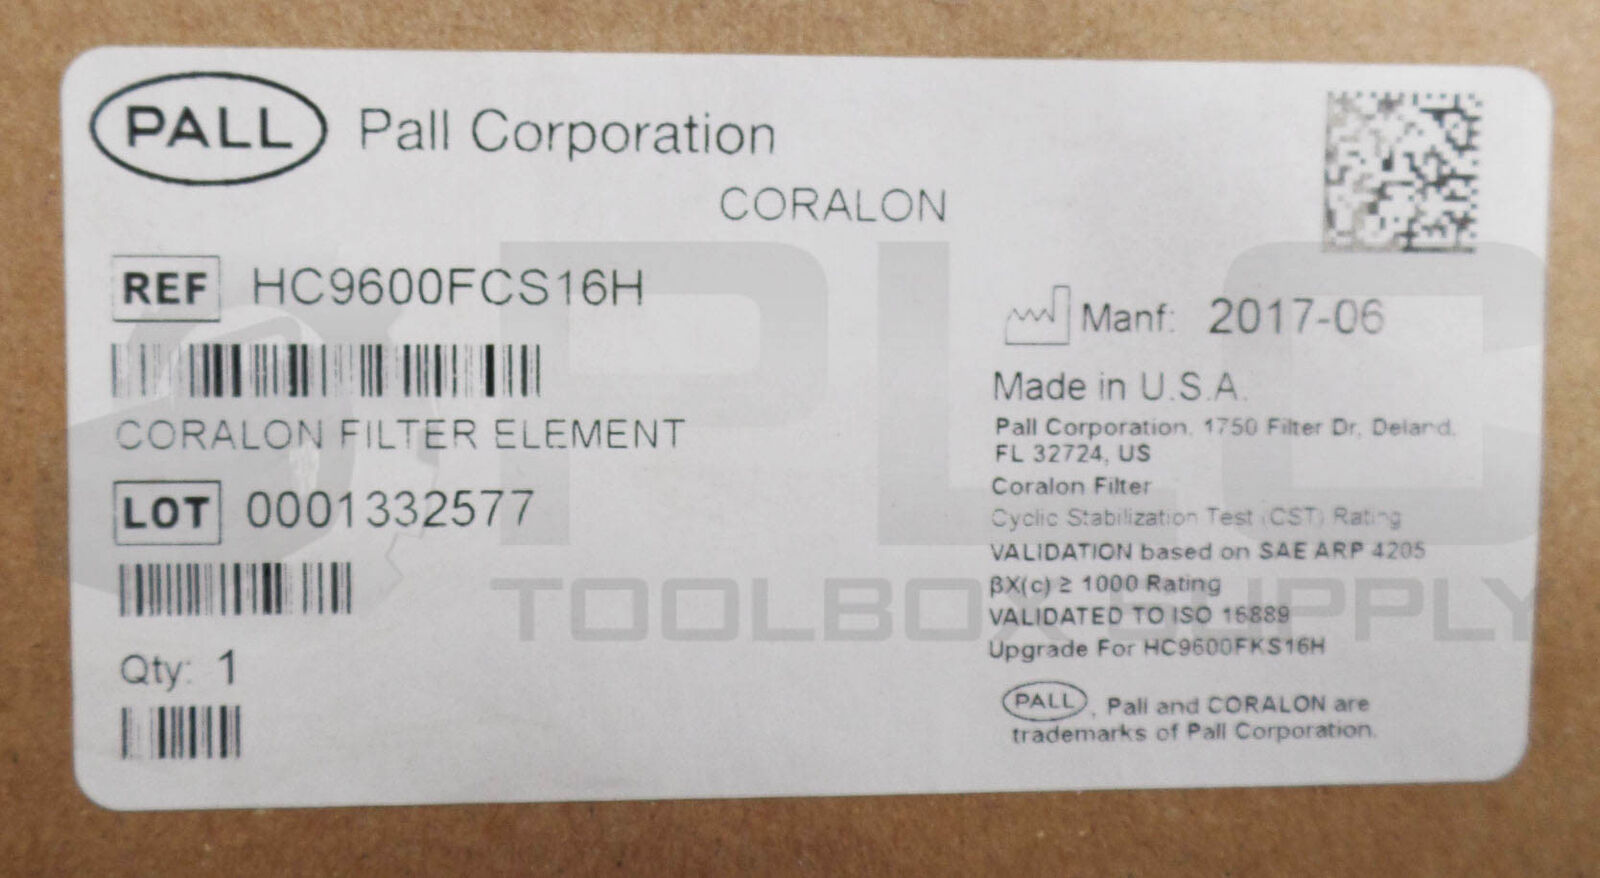 PALL Pall Corporation
CORALON
REF HC9600FCS16H
CORALON FILTER ELEMENT
LOT 0001332577
Qty: 1
Manf: 2017-06
Made in U.S.A.
Pall Corporation, 1750 Filter Dr, Deland,
FL 32724, US
Coralon Filter
Cyclic Stabilization Test (CST) Rating
VALIDATION based on SAE ARP 4205
βX(c) ≥ 1000 Rating
VALIDATED TO ISO 16889
Upgrade For HC9600FKS16H
PALL, Pall and CORALON are
trademarks of Pall Corporation.
PLC
TOOLBOX SUPPLY